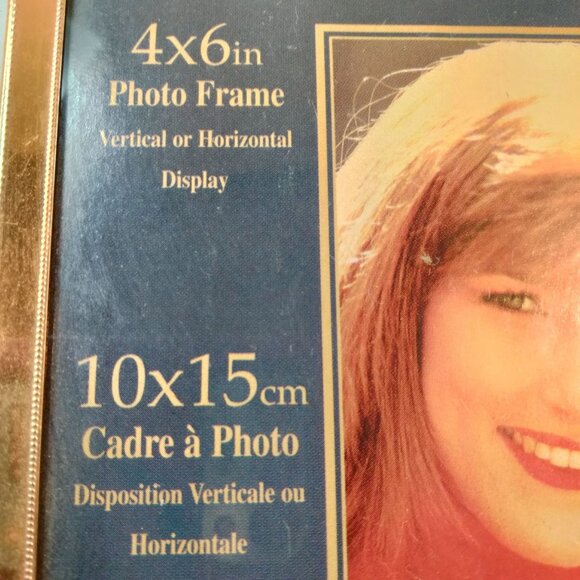 4x6in
Photo Frame
Vertical or Horizontal
Display
10x15cm
Cadre à Photo
Disposition Verticale ou
Horizontale